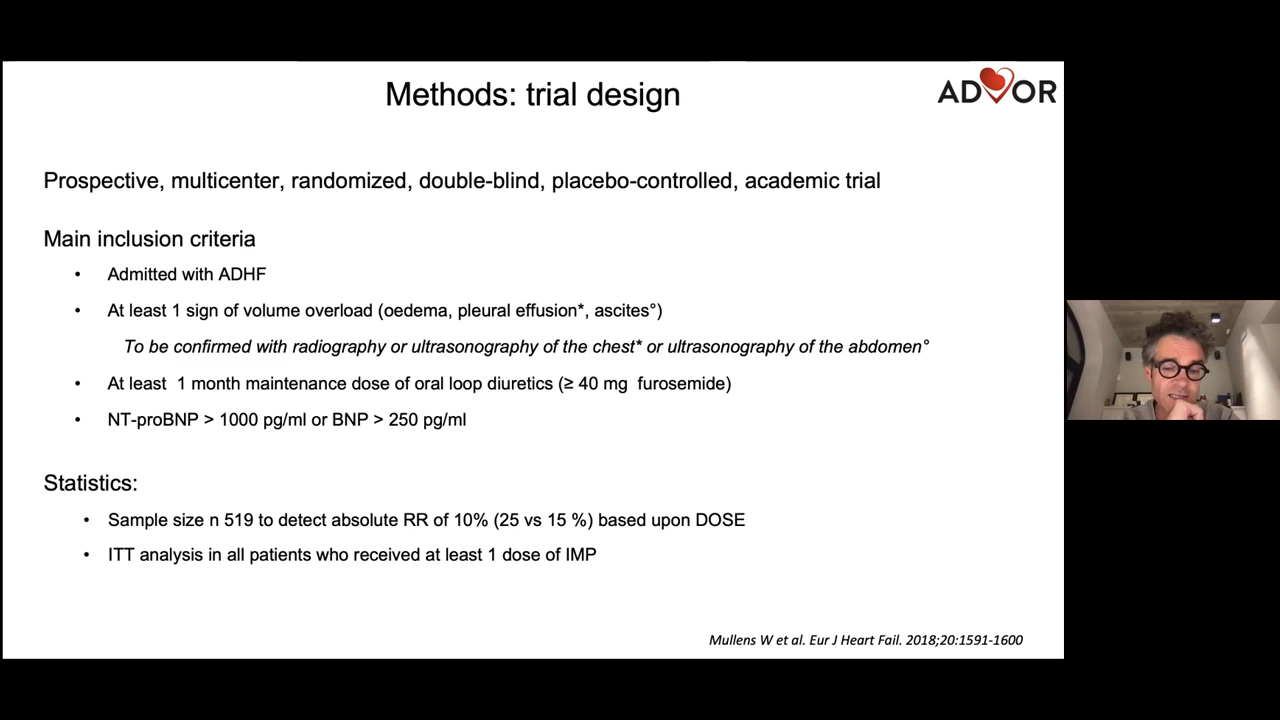 Methods: trial design
ADVOR
Prospective, multicenter, randomized, double-blind, placebo-controlled, academic trial
Main inclusion criteria
• Admitted with ADHF
• At least 1 sign of volume overload (oedema, pleural effusion*, ascites°)
To be confirmed with radiography or ultrasonography of the chest* or ultrasonography of the abdomen°
• At least 1 month maintenance dose of oral loop diuretics (≥ 40 mg furosemide)
• NT-proBNP > 1000 pg/ml or BNP > 250 pg/ml
Statistics:
• Sample size n 519 to detect absolute RR of 10% (25 vs 15 %) based upon DOSE
• ITT analysis in all patients who received at least 1 dose of IMP
Mullens W et al. Eur J Heart Fail. 2018;20:1591-1600